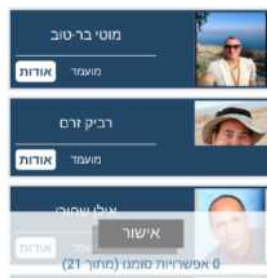 מוטי בר-טוב
מועמד אודות
רביק זרם
מועמד אודות
אישור
0 אפשרויות סומנו (מתוך 21)